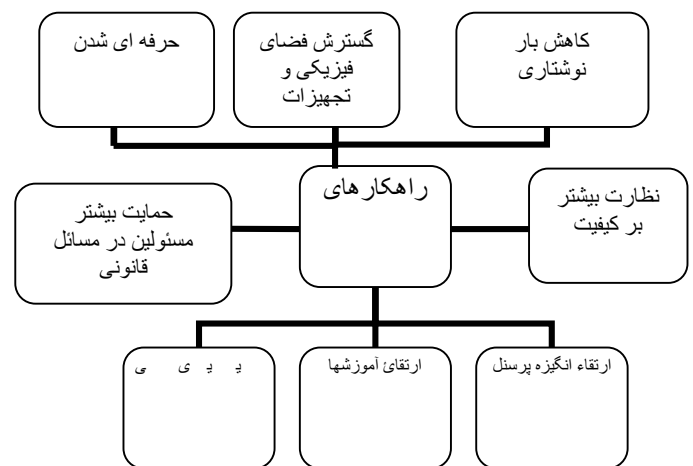 کاهش بار
نوشتاری
گسترش فضای
فیزیکی و
تجهیزات
حرفه ای شدن
راهکارهای
نظارت بیشتر
بر کیفیت
حمایت بیشتر
مسئولین در مسائل
قانونی
ارتقاء انگیزه پرسنل
ارتقائ آموزشها